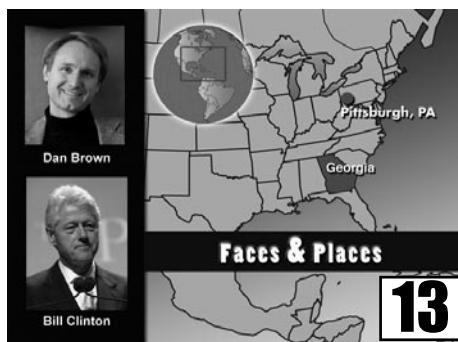 Dan Brown
Bill Clinton
Pittsburgh, PA
Georgia
Faces & Places
13